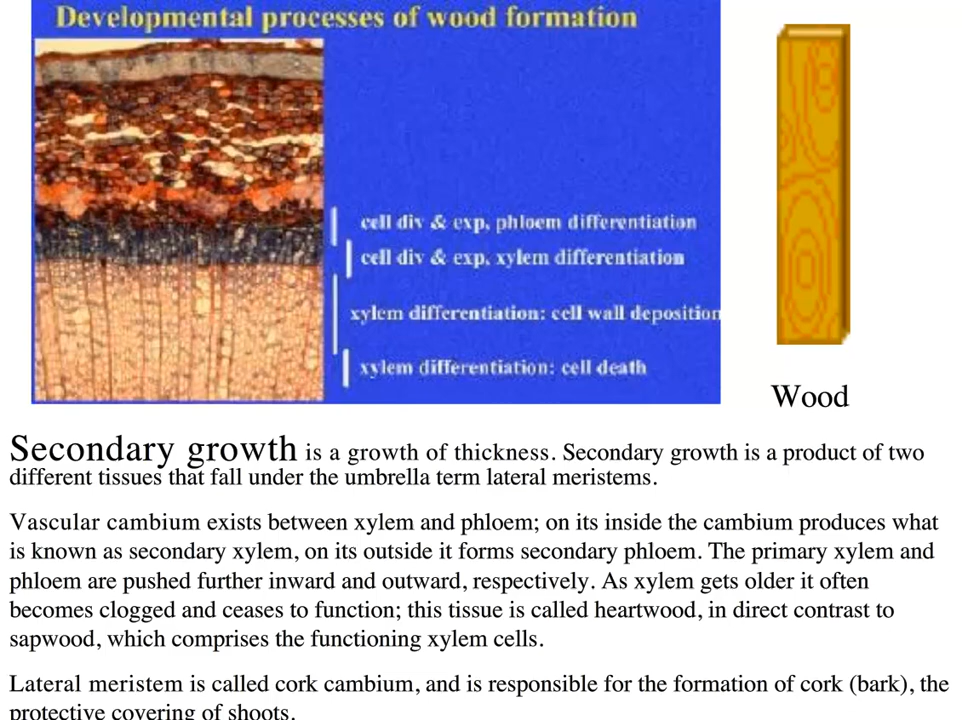 Developmental processes of wood formation
cell div & exp, phloem differentiation
cell div & exp, xylem differentiation
xylem differentiation: cell wall deposition
xylem differentiation: cell death
Wood
Secondary growth is a growth of thickness. Secondary growth is a product of two
different tissues that fall under the umbrella term lateral meristems.
Vascular cambium exists between xylem and phloem; on its inside the cambium produces what
is known as secondary xylem, on its outside it forms secondary phloem. The primary xylem and
phloem are pushed further inward and outward, respectively. As xylem gets older it often
becomes clogged and ceases to function; this tissue is called heartwood, in direct contrast to
sapwood, which comprises the functioning xylem cells.
Lateral meristem is called cork cambium, and is responsible for the formation of cork (bark), the
protective covering of shoots.